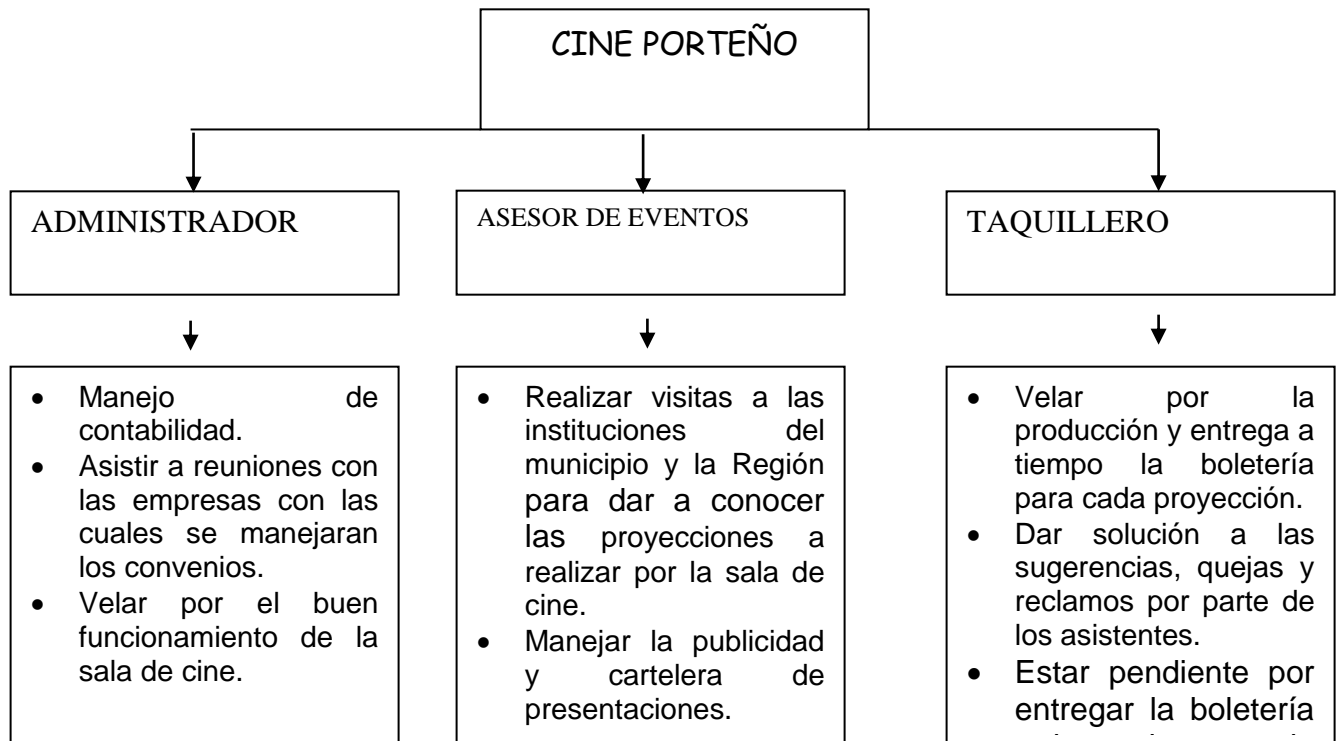 CINE PORTEÑO
ADMINISTRADOR
ASESOR DE EVENTOS
TAQUILLERO
• Manejo de
contabilidad.
• Asistir a reuniones con
las empresas con las
cuales se manejaran
los convenios.
• Velar por el buen
funcionamiento de la
sala de cine.
• Realizar visitas a las
instituciones del
municipio y la Región
para dar a conocer
las proyecciones a
realizar por la sala de
cine.
• Manejar la publicidad
y cartelera de
presentaciones.
• Velar por la
producción y entrega a
tiempo la boletería
para cada proyección.
• Dar solución a las
sugerencias, quejas y
reclamos por parte de
los asistentes.
• Estar pendiente por
entregar la boletería